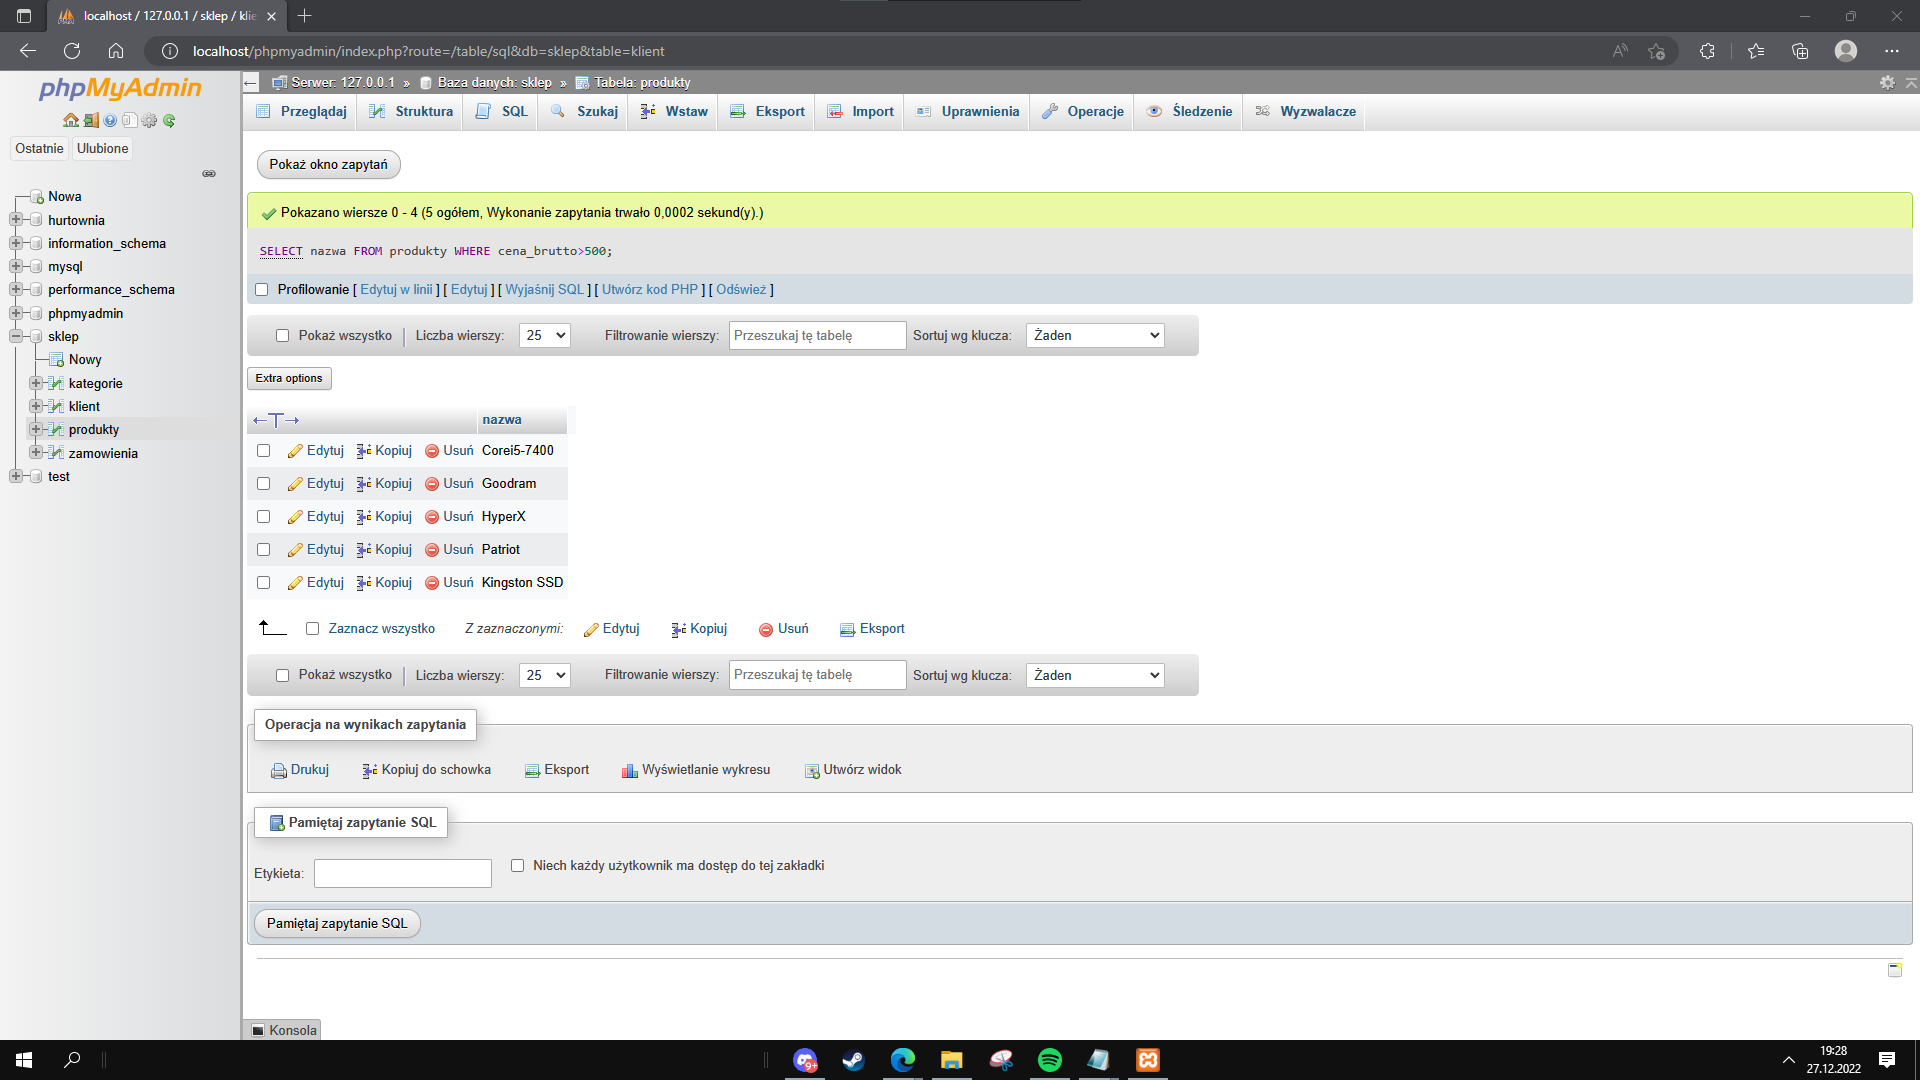 localhost / 127.0.0.1 / sklep / klie
localhost/phpmyadmin/index.php?route=/table/sql&db=sklep&table=klient
phpMyAdmin
Ostatnie Ulubione
Nowa
hurtownia
information_schema
mysql
performance_schema
phpmyadmin
sklep
Nowy
kategorie
klient
produkty
zamowienia
test
Serwer: 127.0.0.1 » Baza danych: sklep » Tabela: produkty
Przeglądaj Struktura SQL Szukaj Wstaw Eksport Import Uprawnienia Operacje Śledzenie Wyzwalacze
Pokaż okno zapytań
Pokazano wiersze 0 - 4 (5 ogółem, Wykonanie zapytania trwało 0,0002 sekund(y).)
SELECT nazwa FROM produkty WHERE cena_brutto>500;
Profilowanie [ Edytuj w linii ] [ Edytuj ] [ Wyjaśnij SQL ] [ Utwórz kod PHP ] [ Odśwież ]
Pokaż wszystko Liczba wierszy: 25 Filtrowanie wierszy: Przeszukaj tę tabelę Sortuj wg klucza: Żaden
Extra options
nazwa
Edytuj Kopiuj Usuń Corei5-7400
Edytuj Kopiuj Usuń Goodram
Edytuj Kopiuj Usuń HyperX
Edytuj Kopiuj Usuń Patriot
Edytuj Kopiuj Usuń Kingston SSD
Zaznacz wszystko Z zaznaczonymi: Edytuj Kopiuj Usuń Eksport
Pokaż wszystko Liczba wierszy: 25 Filtrowanie wierszy: Przeszukaj tę tabelę Sortuj wg klucza: Żaden
Operacja na wynikach zapytania
Drukuj Kopiuj do schowka Eksport Wyświetlanie wykresu Utwórz widok
Pamiętaj zapytanie SQL
Etykieta: Niech każdy użytkownik ma dostęp do tej zakładki
Pamiętaj zapytanie SQL
Konsola
9+
19:28
27.12.2022